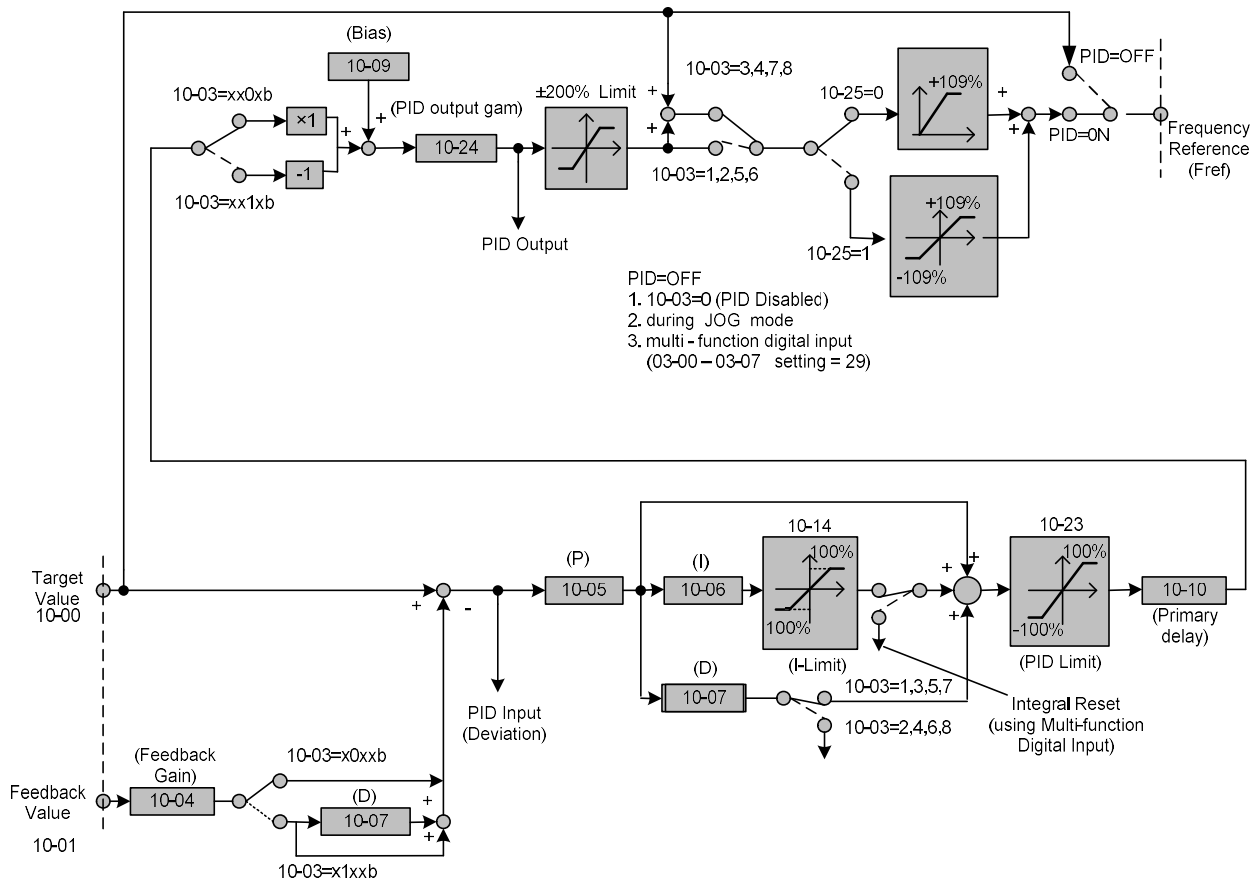 (Bias)
10-09
10-03=xx0xb
×1
+
+
-1
10-03=xx1xb
(PID output gam)
10-24
PID Output
±200% Limit
+
+
10-03=3,4,7,8
10-03=1,2,5,6
10-25=0
+109%
+
+
10-25=1
+109%
-109%
PID=OFF
PID=0N
Frequency
Reference
(Fref)
PID=OFF
1. 10-03=0 (PID Disabled)
2. during JOG mode
3. multi - function digital input
(03-00 – 03-07 setting = 29)
Target
Value
10-00
+
-
PID Input
(Deviation)
(P)
10-05
(I)
10-06
10-14
100%
100%
(I-Limit)
+
+
+
(D)
10-07
10-03=1,3,5,7
10-03=2,4,6,8
Integral Reset
(using Multi-function
Digital Input)
10-23
100%
-100%
(PID Limit)
10-10
(Primary
delay)
Feedback
Value
10-01
(Feedback
Gain)
10-04
10-03=x0xxb
(D)
10-07
+
+
10-03=x1xxb